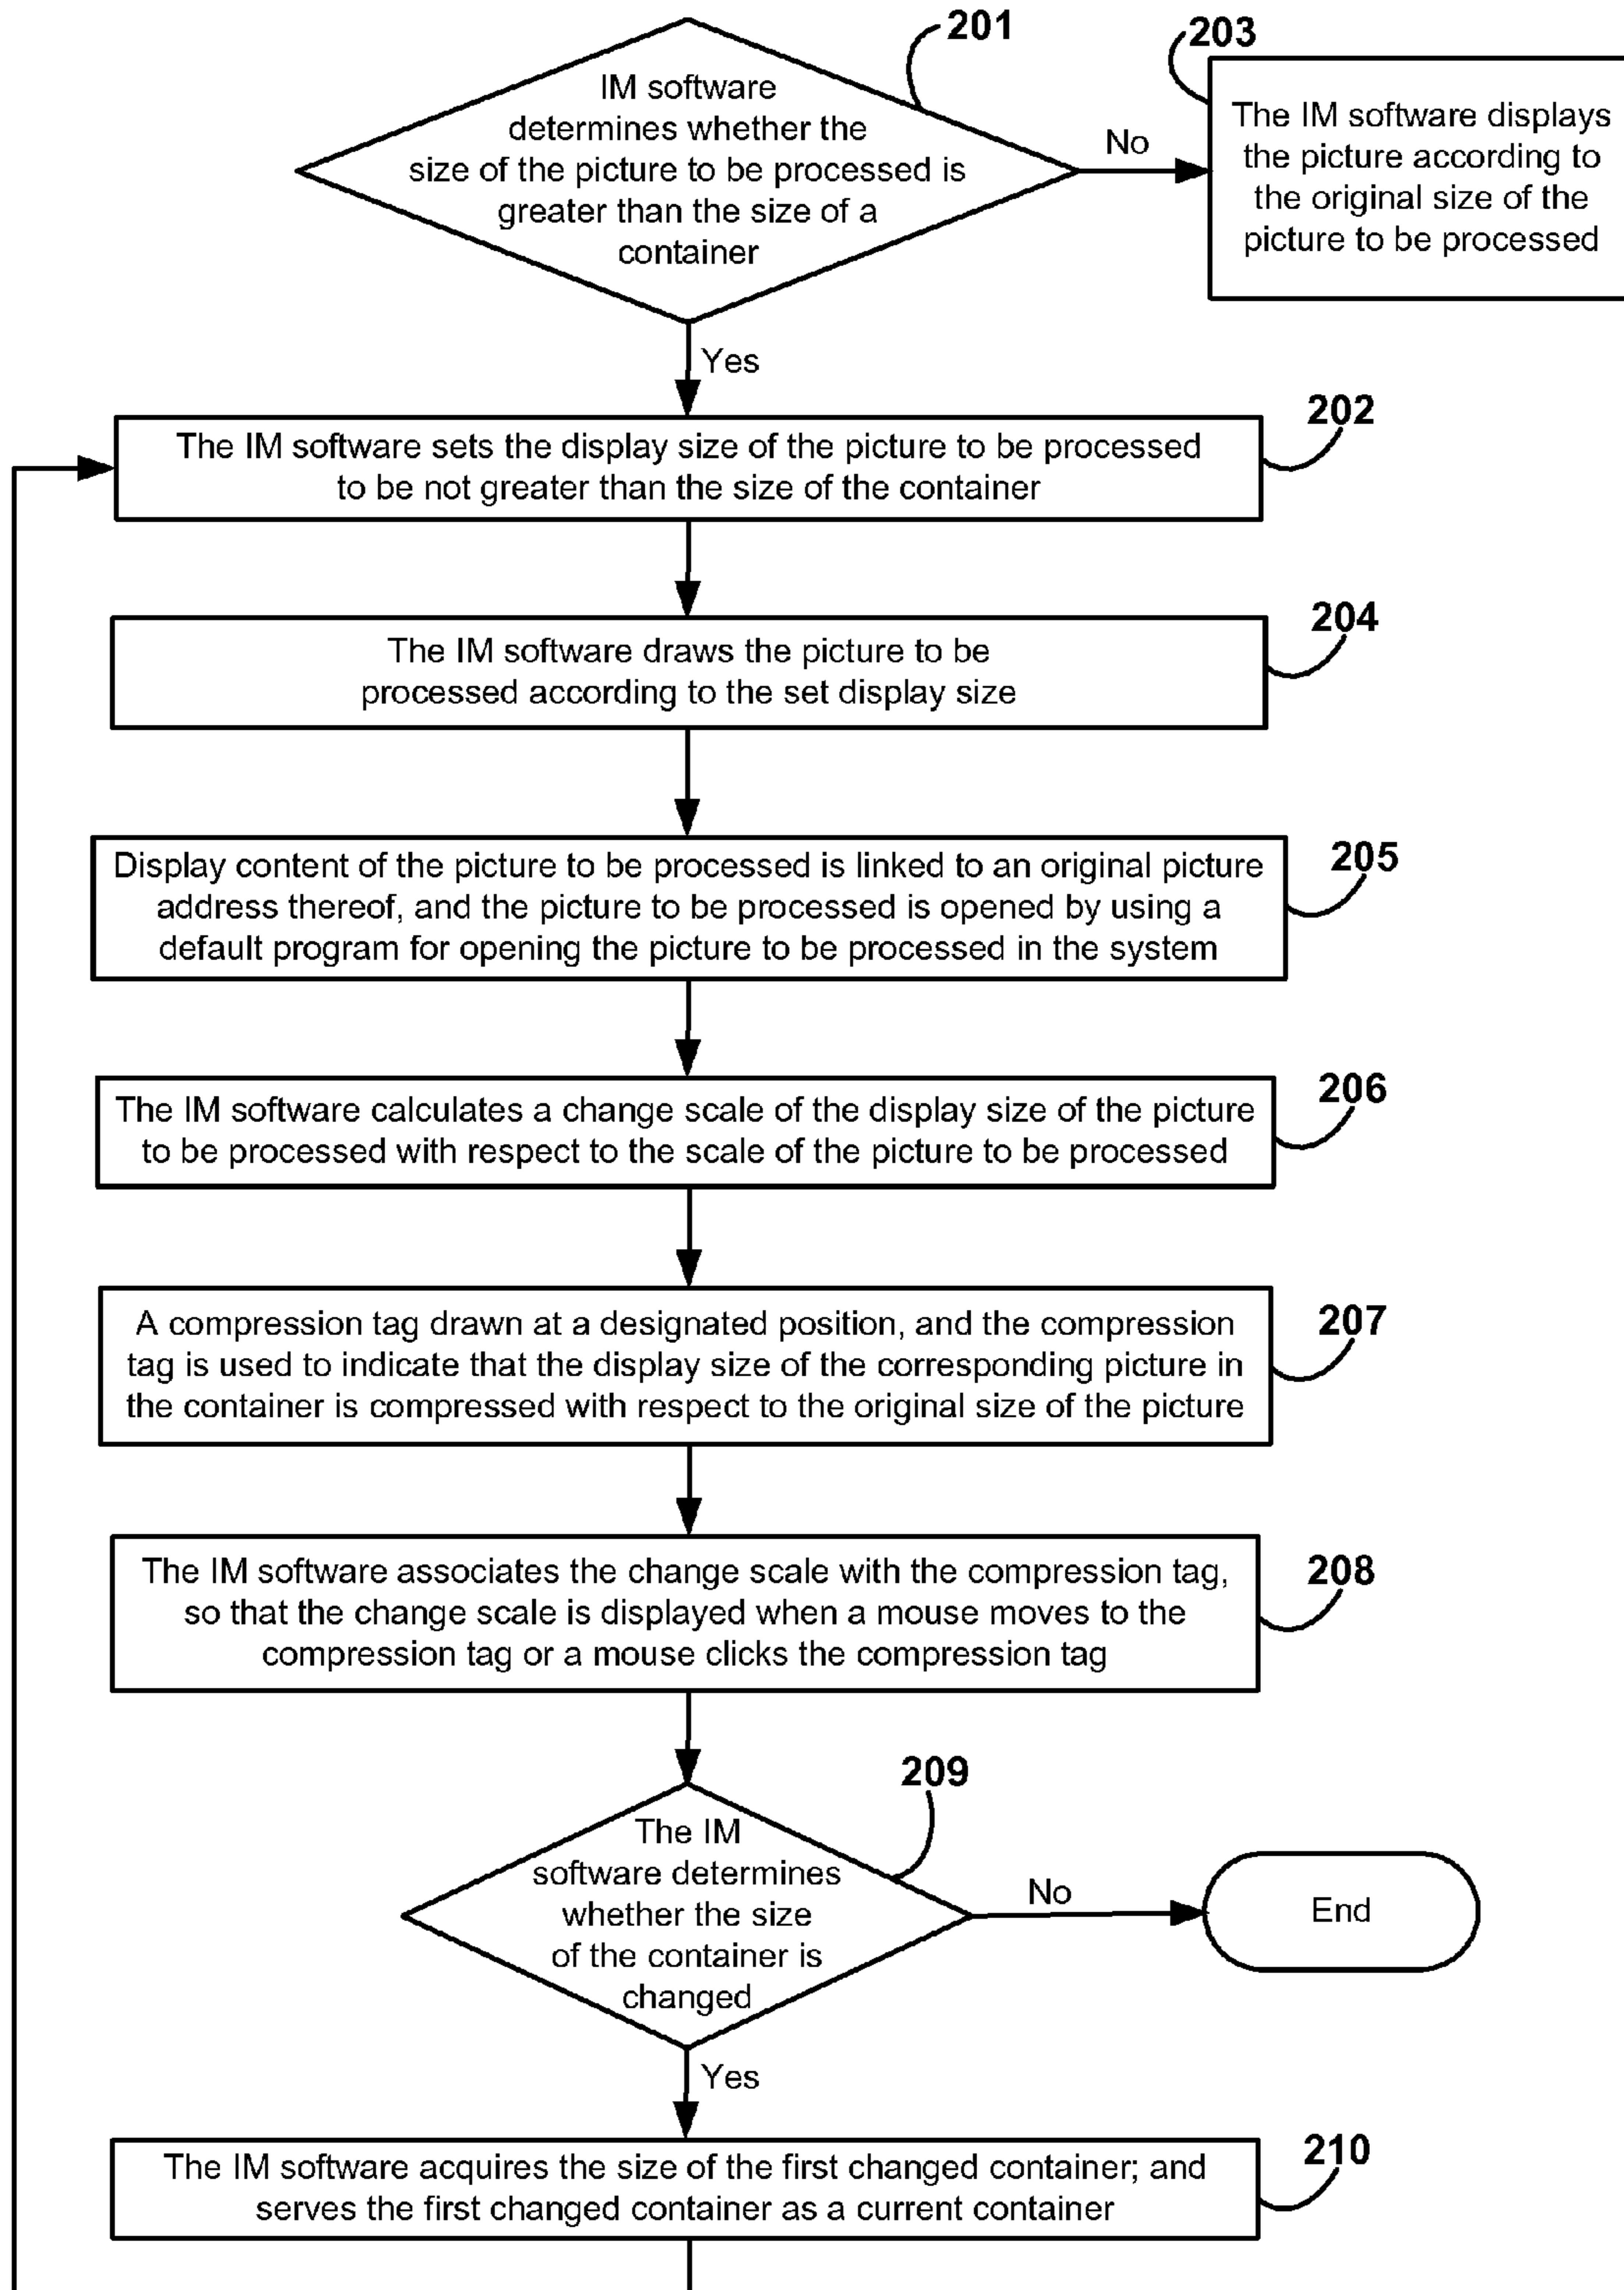 201
IM software
determines whether the
size of the picture to be processed is
greater than the size of a
container
No
203
The IM software displays
the picture according to
the original size of the
picture to be processed
Yes
202
The IM software sets the display size of the picture to be processed
to be not greater than the size of the container
204
The IM software draws the picture to be
processed according to the set display size
205
Display content of the picture to be processed is linked to an original picture
address thereof, and the picture to be processed is opened by using a
default program for opening the picture to be processed in the system
206
The IM software calculates a change scale of the display size of the picture
to be processed with respect to the scale of the picture to be processed
207
A compression tag drawn at a designated position, and the compression
tag is used to indicate that the display size of the corresponding picture in
the container is compressed with respect to the original size of the picture
208
The IM software associates the change scale with the compression tag,
so that the change scale is displayed when a mouse moves to the
compression tag or a mouse clicks the compression tag
209
The IM
software determines
whether the size
of the container is
changed
No
End
Yes
210
The IM software acquires the size of the first changed container; and
serves the first changed container as a current container